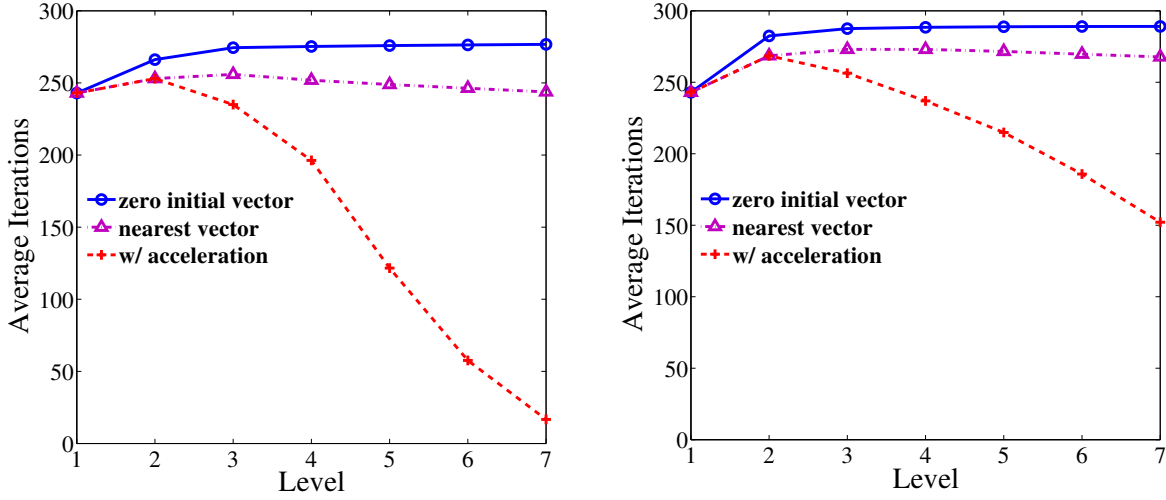 300
250
200
150
100
50
0
Average Iterations
zero initial vector
nearest vector
w/ acceleration
1 2 3 4 5 6 7
Level
300
250
200
150
100
50
0
Average Iterations
zero initial vector
nearest vector
w/ acceleration
1 2 3 4 5 6 7
Level